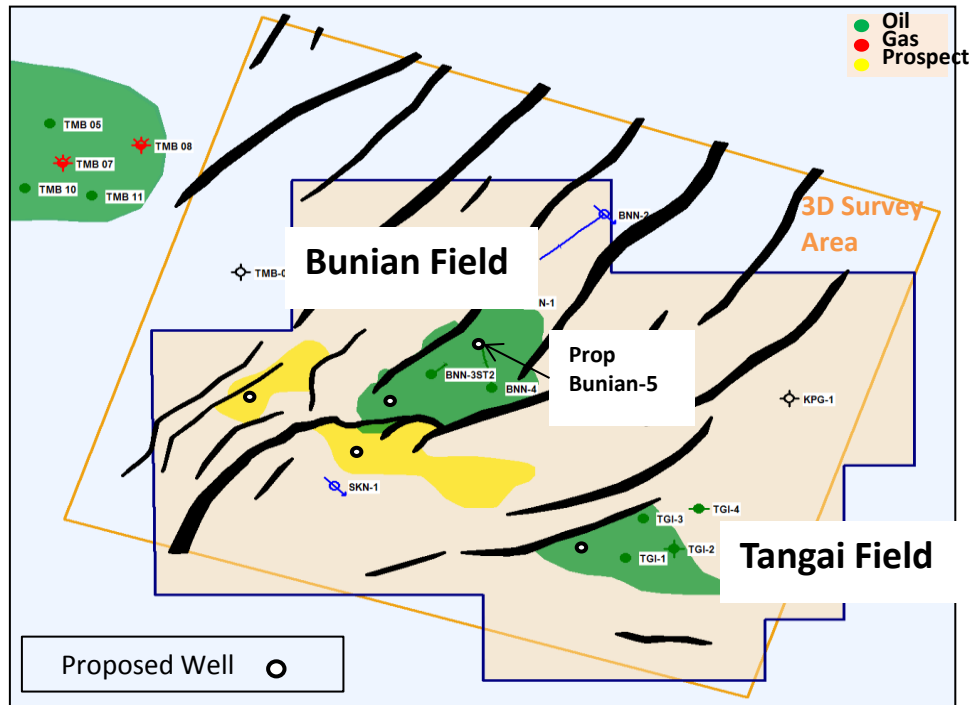 Oil
Gas
Prospect
TMB 05
TMB 08
TMB 07
TMB 10
TMB 11
3D Survey
Area
BNN-2
Bunian Field
TMB-0
N-1
Prop
Bunian-5
BNN-3ST2
BNN-4
KPG-1
SKN-1
TGI-4
TGI-3
TGI-2
TGI-1
Tangai Field
Proposed Well